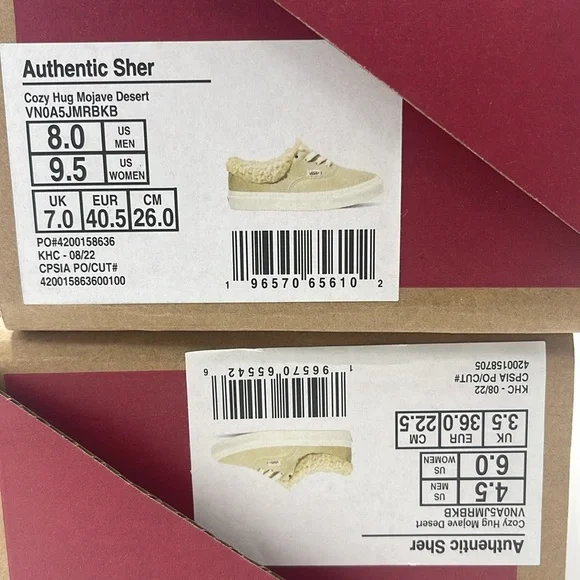 Authentic Sher
Cozy Hug Mojave Desert
VN0A5JMRBKB
8.0 US MEN
9.5 US WOMEN
UK EUR CM
7.0 40.5 26.0
PO#4200158636
KHC - 08/22
CPSIA PO/CUT#
420015863600100
1 96570 65610 2
Authentic Sher
Cozy Hug Mojave Desert
VN0A5JMRBKB
4.5 US MEN
6.0 US WOMEN
UK EUR CM
3.5 36.0 22.5
KHC - 08/22
CPSIA PO/CUT#
4200158705
1 96570 65542 6